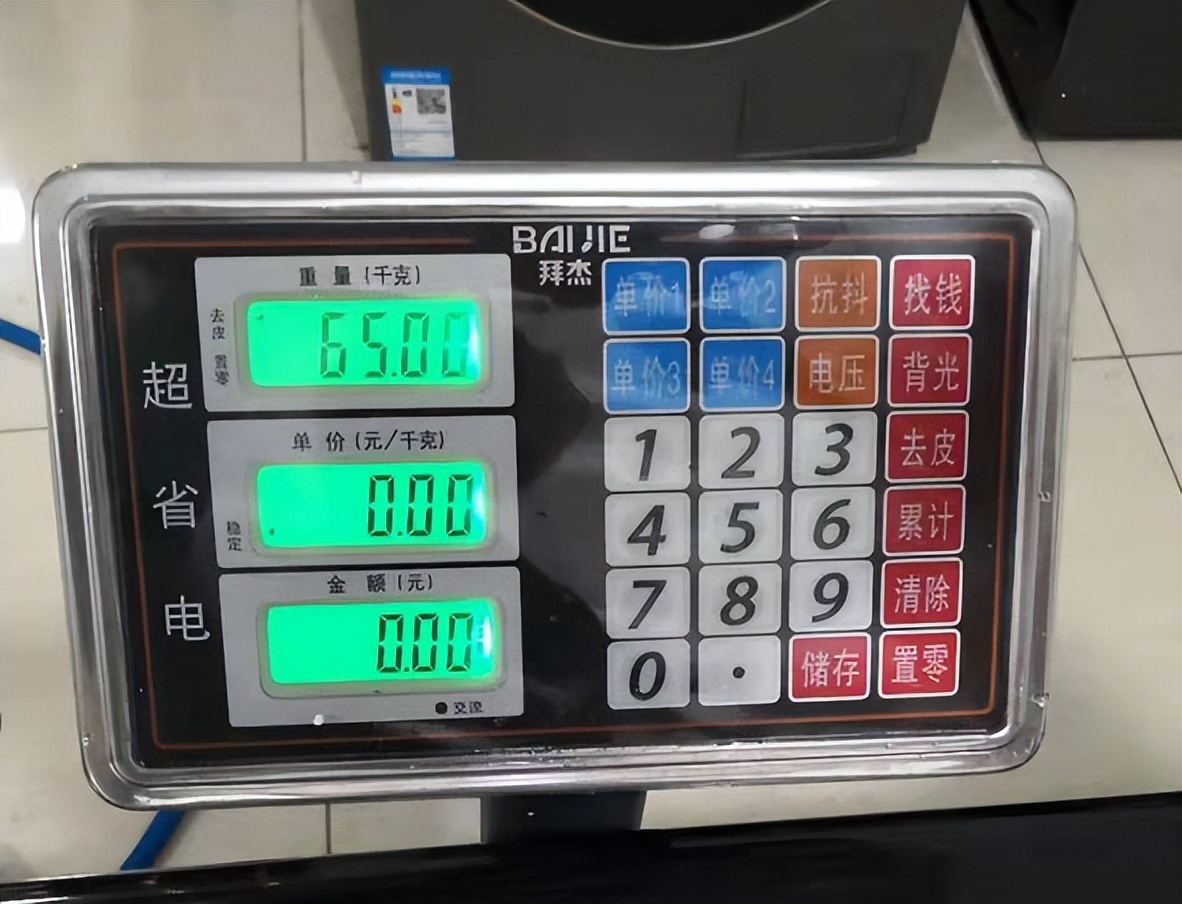 BAIJIE
拜杰
超省电
重量(千克)
去皮
置零
65.00
单价(元/千克)
稳定
0.00
金额(元)
0.00
交流
单价1 单价2 抗抖 找钱
单价3 单价4 电压 背光
1 2 3 去皮
4 5 6 累计
7 8 9 清除
0 . 储存 置零